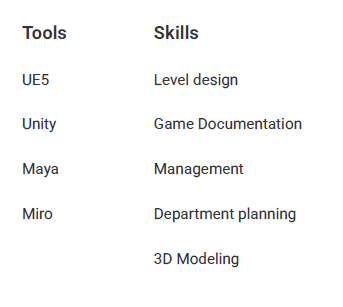 Tools Skills
UE5 Level design
Unity Game Documentation
Maya Management
Miro Department planning
3D Modeling